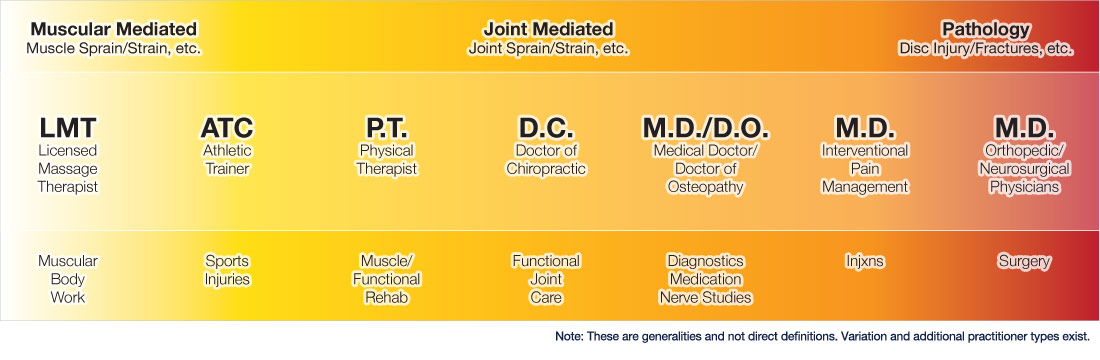 Muscular Mediated
Muscle Sprain/Strain, etc.
Joint Mediated
Joint Sprain/Strain, etc.
Pathology
Disc Injury/Fractures, etc.
LMT
Licensed
Massage
Therapist
ATC
Athletic
Trainer
P.T.
Physical
Therapist
D.C.
Doctor of
Chiropractic
M.D./D.O.
Medical Doctor/
Doctor of
Osteopathy
M.D.
Interventional
Pain
Management
M.D.
Orthopedic/
Neurosurgical
Physicians
Muscular
Body
Work
Sports
Injuries
Muscle/
Functional
Rehab
Functional
Joint
Care
Diagnostics
Medication
Nerve Studies
Injxns
Surgery
Note: These are generalities and not direct definitions. Variation and additional practitioner types exist.